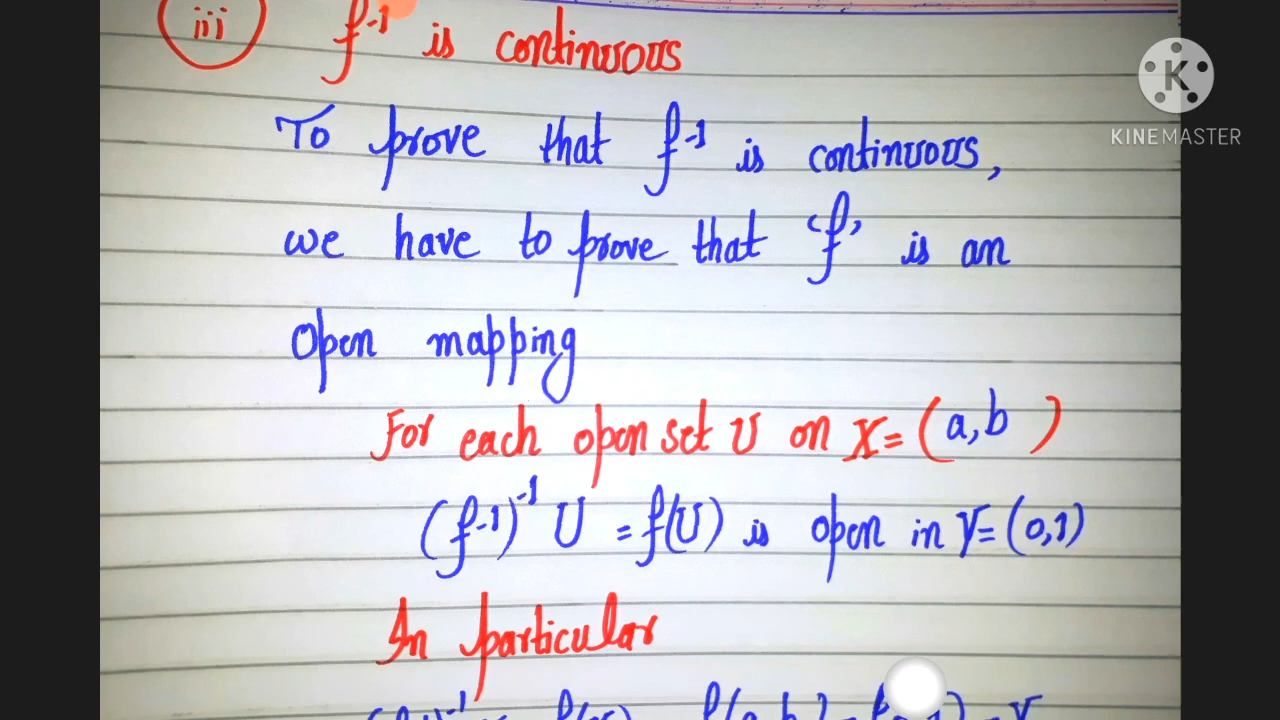 iii f⁻¹ is continuous
KINEMASTER
To prove that f⁻¹ is continuous,
we have to prove that 'f' is an
open mapping
For each open set U on X = (a, b)
(f⁻¹)⁻¹ U = f(U) is open in Y = (0, 1)
In particular